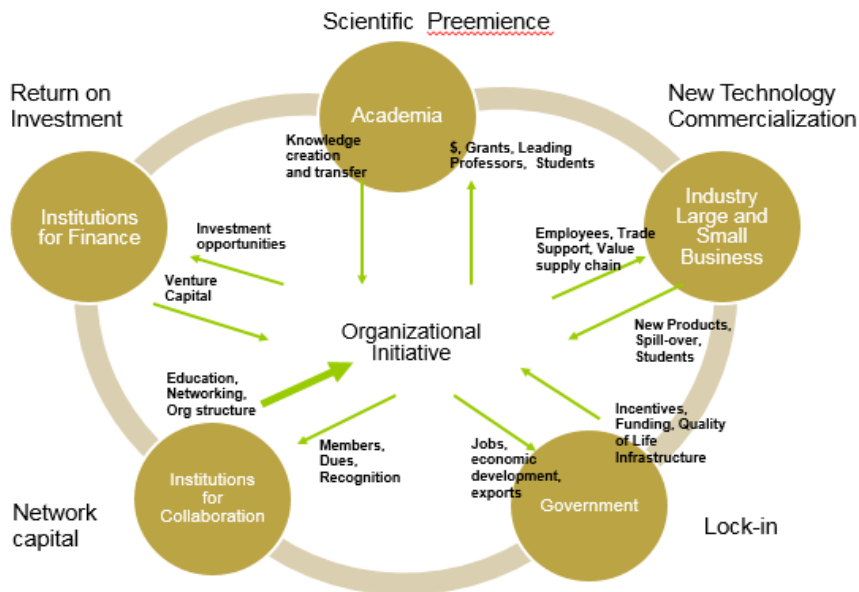 Scientific Preemience
Return on
Investment
New Technology
Commercialization
Academia
Knowledge
creation
and transfer
$, Grants, Leading
Professors, Students
Institutions
for Finance
Industry
Large and
Small
Business
Investment
opportunities
Employees, Trade
Support, Value
supply chain
Venture
Capital
Organizational
Initiative
New Products,
Spill-over,
Students
Education,
Networking,
Org structure
Incentives,
Funding, Quality
of Life
Infrastructure
Members,
Dues,
Recognition
Jobs,
economic
development,
exports
Institutions
for
Collaboration
Government
Network
capital
Lock-in